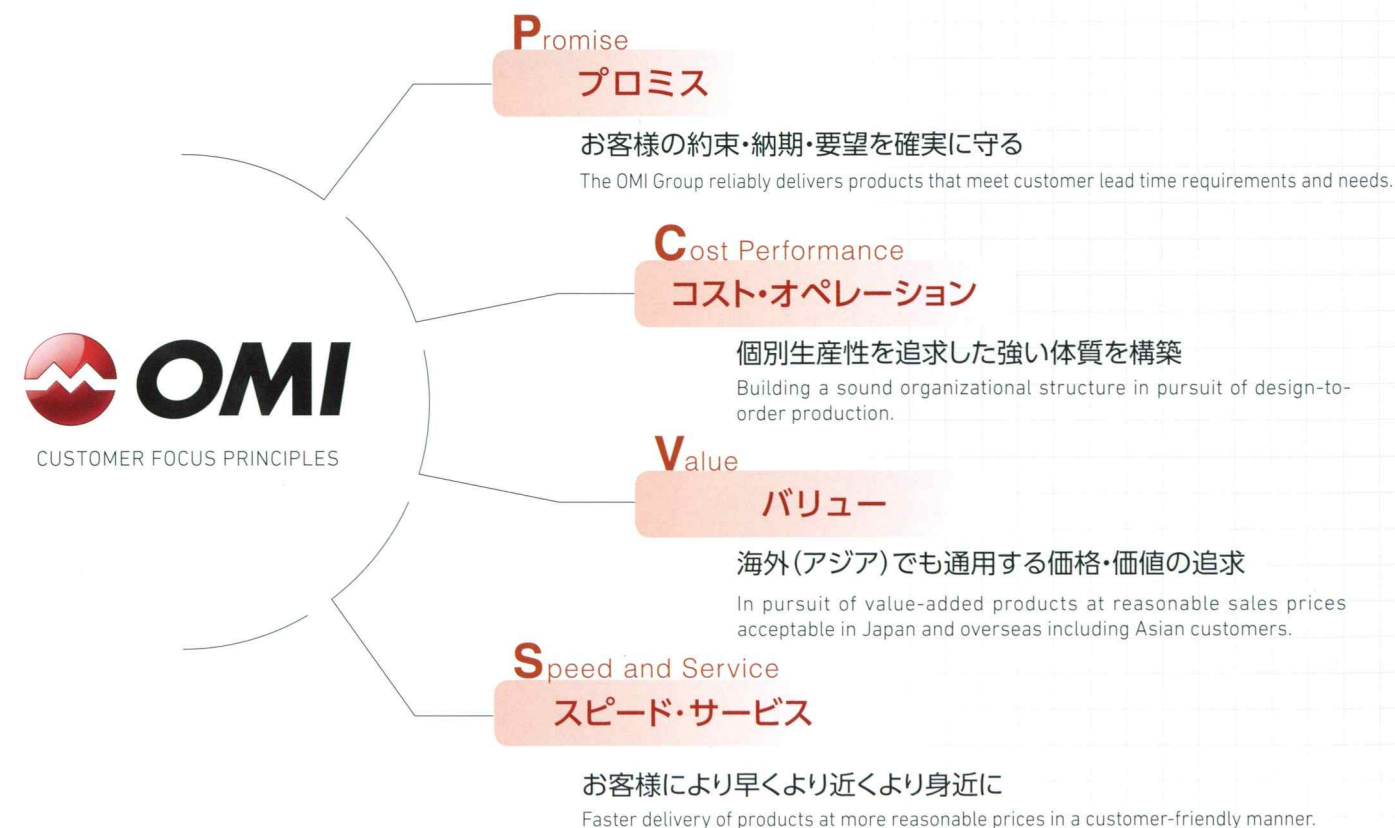 Promise
プロミス
お客様の約束・納期・要望を確実に守る
The OMI Group reliably delivers products that meet customer lead time requirements and needs.
Cost Performance
コスト・オペレーション
個別生産性を追求した強い体質を構築
Building a sound organizational structure in pursuit of design-to-
order production.
OMI
CUSTOMER FOCUS PRINCIPLES
Value
バリュー
海外(アジア)でも通用する価格・価値の追求
In pursuit of value-added products at reasonable sales prices
acceptable in Japan and overseas including Asian customers.
Speed and Service
スピード・サービス
お客様により早くより近くより身近に
Faster delivery of products at more reasonable prices in a customer-friendly manner.